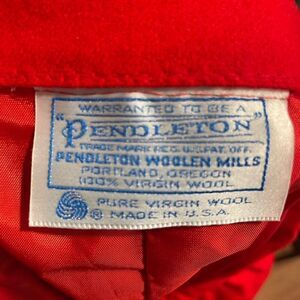 WARRANTED TO BE A
"PENDLETON"
TRADE MARK REG. U.S. PAT. OFF.
PENDLETON WOOLEN MILLS
PORTLAND, OREGON
100% VIRGIN WOOL
PURE VIRGIN WOOL
® MADE IN U.S.A.